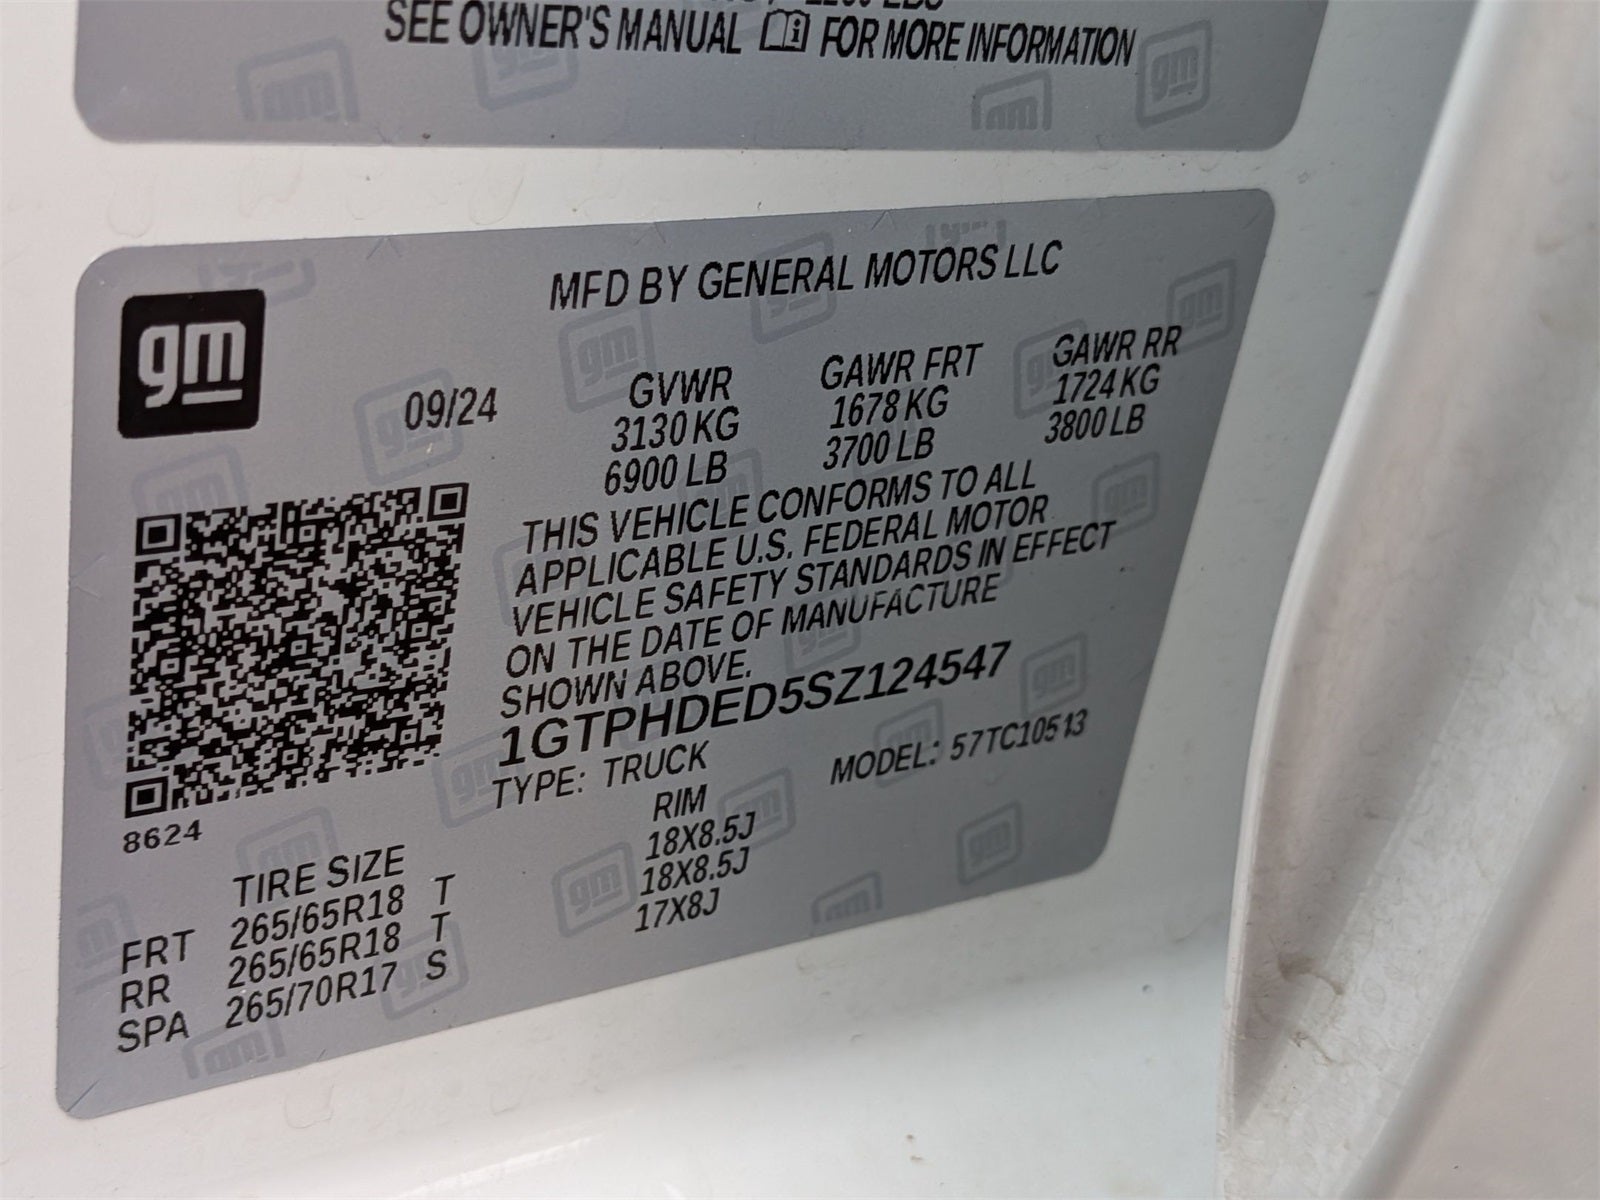 SEE OWNER'S MANUAL FOR MORE INFORMATION
gm
MFD BY GENERAL MOTORS LLC
09/24
GVWR GAWR FRT GAWR RR
3130 KG 1678 KG 1724 KG
6900 LB 3700 LB 3800 LB
THIS VEHICLE CONFORMS TO ALL
APPLICABLE U.S. FEDERAL MOTOR
VEHICLE SAFETY STANDARDS IN EFFECT
ON THE DATE OF MANUFACTURE
SHOWN ABOVE.
1GTPHDED5SZ124547
TYPE: TRUCK MODEL: 57TC10513
8624
TIRE SIZE RIM
FRT 265/65R18 T 18X8.5J
RR 265/65R18 T 18X8.5J
SPA 265/70R17 S 17X8J